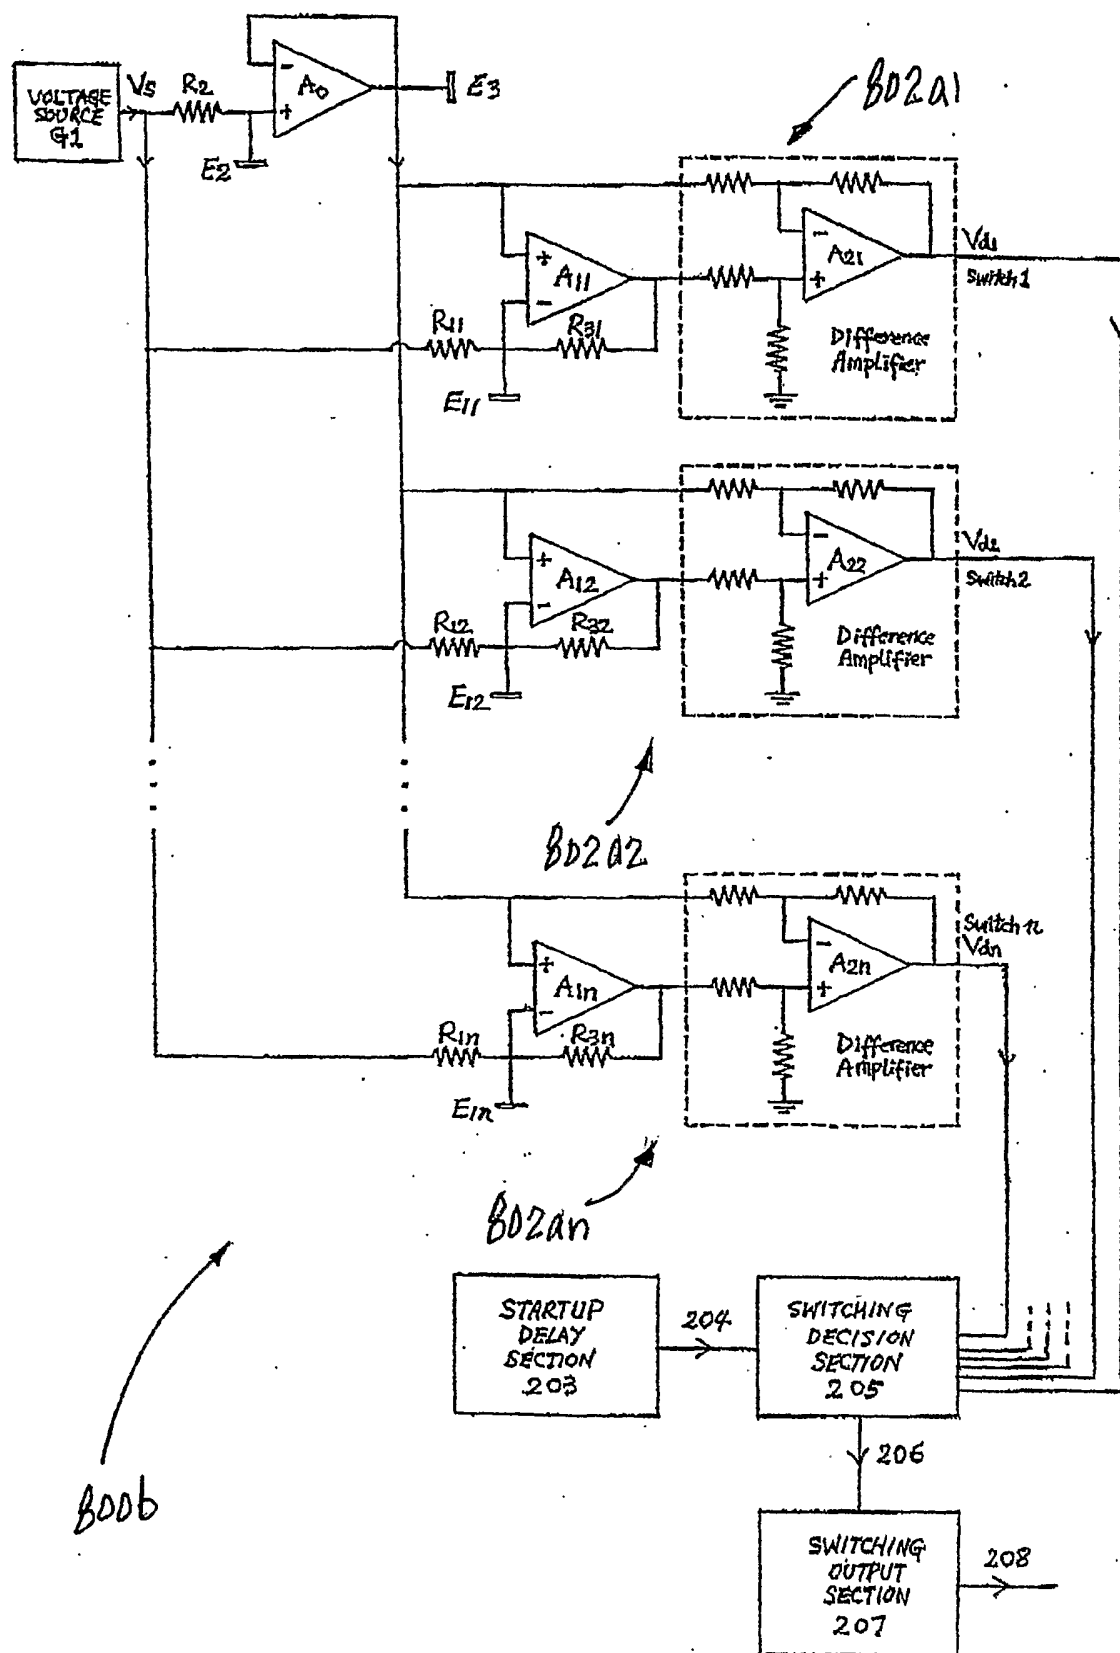 VOLTAGE
SOURCE
G1
Vs
R2
-
+
A0
E3
E2
802a1
+
-
A11
R11
R31
E11
-
+
A21
Difference
Amplifier
Vd1
Switch1
+
-
A12
R12
R32
E12
-
+
A22
Difference
Amplifier
Vd2
Switch2
802a2
+
-
A1n
R1n
R3n
E1n
-
+
A2n
Difference
Amplifier
Switch n
Vdn
802an
800b
STARTUP
DELAY
SECTION
203
204
SWITCHING
DECISION
SECTION
205
206
SWITCHING
OUTPUT
SECTION
207
208